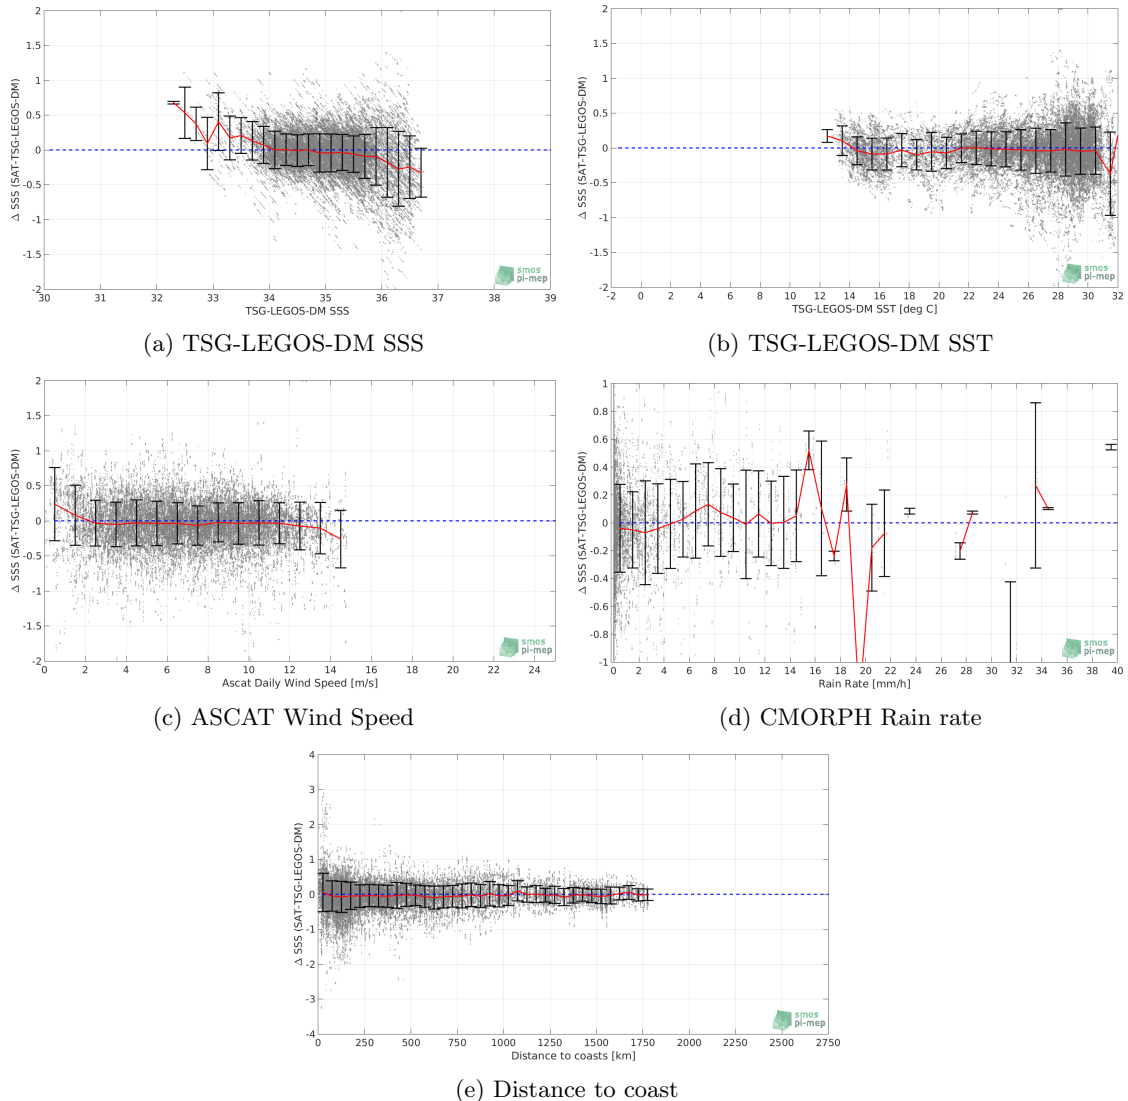 2
1.5
1
0.5
0
-0.5
-1
-1.5
-2
Δ SSS (SAT-TSG-LEGOS-DM)
30 31 32 33 34 35 36 37 38 39
TSG-LEGOS-DM SSS
smos
pi-mep
(a) TSG-LEGOS-DM SSS
2
1.5
1
0.5
0
-0.5
-1
-1.5
-2
Δ SSS (SAT-TSG-LEGOS-DM)
-2 0 2 4 6 8 10 12 14 16 18 20 22 24 26 28 30 32
TSG-LEGOS-DM SST [deg C]
smos
pi-mep
(b) TSG-LEGOS-DM SST
2
1.5
1
0.5
0
-0.5
-1
-1.5
-2
Δ SSS (SAT-TSG-LEGOS-DM)
0 2 4 6 8 10 12 14 16 18 20 22 24
Ascat Daily Wind Speed [m/s]
smos
pi-mep
(c) ASCAT Wind Speed
1
0.8
0.6
0.4
0.2
0
-0.2
-0.4
-0.6
-0.8
-1
Δ SSS (SAT-TSG-LEGOS-DM)
0 2 4 6 8 10 12 14 16 18 20 22 24 26 28 30 32 34 36 38 40
Rain Rate [mm/h]
smos
pi-mep
(d) CMORPH Rain rate
4
3
2
1
0
-1
-2
-3
-4
Δ SSS (SAT-TSG-LEGOS-DM)
0 250 500 750 1000 1250 1500 1750 2000 2250 2500 2750
Distance to coasts [km]
smos
pi-mep
(e) Distance to coast